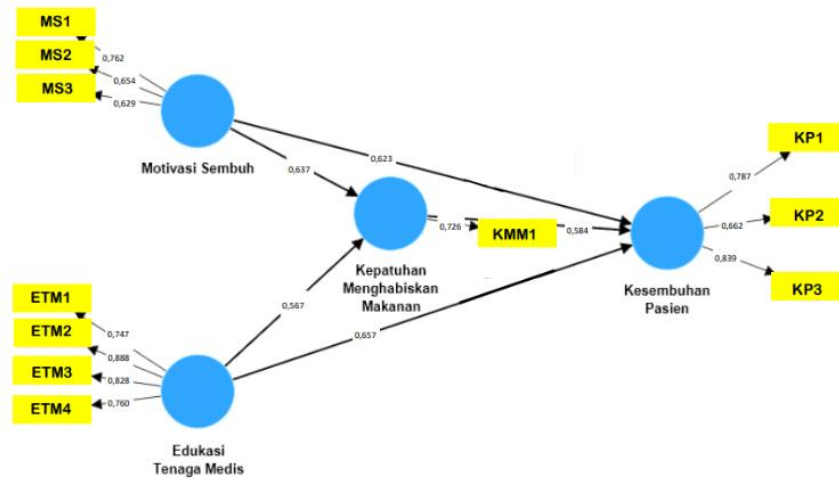 MS1
MS2
MS3
0,762
0,654
0,629
Motivasi Sembuh
0,637
0,623
KP1
KP2
KP3
0,787
0,662
0,839
0,726
KMM1
0,584
Kepatuhan
Menghabiskan
Makanan
Kesembuhan
Pasien
0,567
0,657
ETM1
ETM2
ETM3
ETM4
0,747
0,888
0,828
0,760
Edukasi
Tenaga Medis